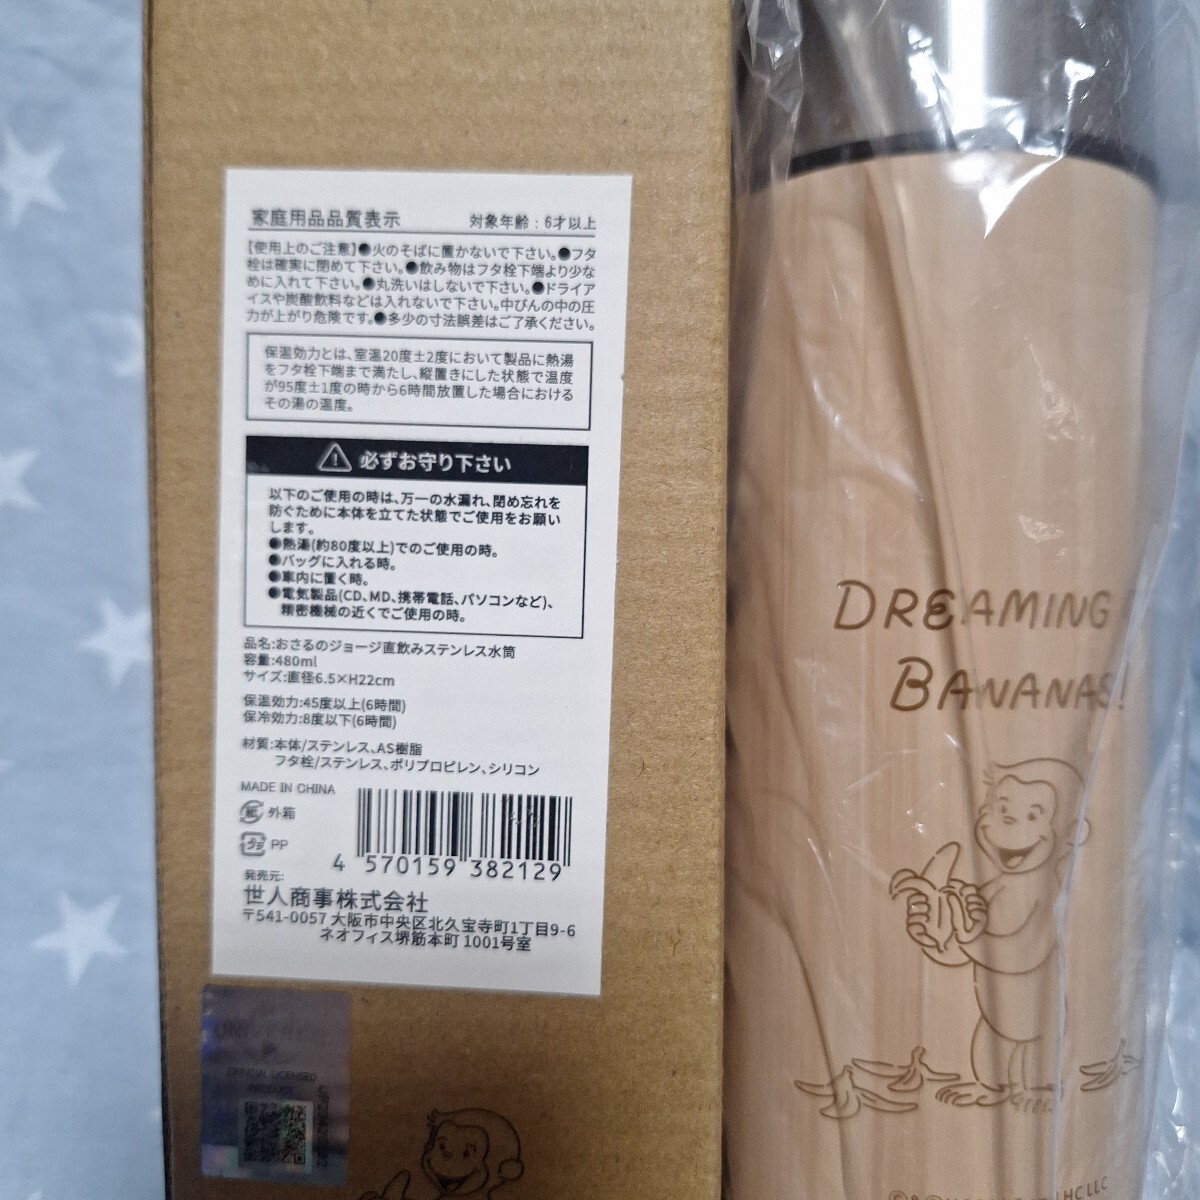 家庭用品品質表示 対象年齢：6才以上
【使用上のご注意】●火のそばに置かないで下さい。●フタ
栓は確実に閉めて下さい。●飲み物はフタ栓下端より少な
めに入れて下さい。●丸洗いはしないで下さい。●ドライア
イスや炭酸飲料などは入れないで下さい。中びんの中の圧
力が上がり危険です。●多少の寸法誤差はご了承ください。
保温効力とは、室温20度±2度において製品に熱湯
をフタ栓下端まで満たし、縦置きにした状態で温度
が95度±1度の時から6時間放置した場合における
その湯の温度。
必ずお守り下さい
以下のご使用の時は、万一の水漏れ、閉め忘れを
防ぐために本体を立てた状態でご使用をお願い
します。
●熱湯(約80度以上)でのご使用の時。
●バッグに入れる時。
●車内に置く時。
●電気製品(CD、MD、携帯電話、パソコンなど)、
精密機械の近くでご使用の時。
品名:おさるのジョージ直飲みステンレス水筒
容量:480ml
サイズ:直径6.5×H22cm
保温効力:45度以上(6時間)
保冷効力:8度以下(6時間)
材質:本体/ステンレス、AS樹脂
フタ栓/ステンレス、ポリプロピレン、シリコン
MADE IN CHINA
紙 外箱
プラ PP
4 570159 382129
発売元:
世人商事株式会社
〒541-0057 大阪市中央区北久宝寺町1丁目9-6
ネオフィス堺筋本町 1001号室
OFFICIAL LICENSED
PRODUCT
DREAMING
BANANAS!
HC LLC